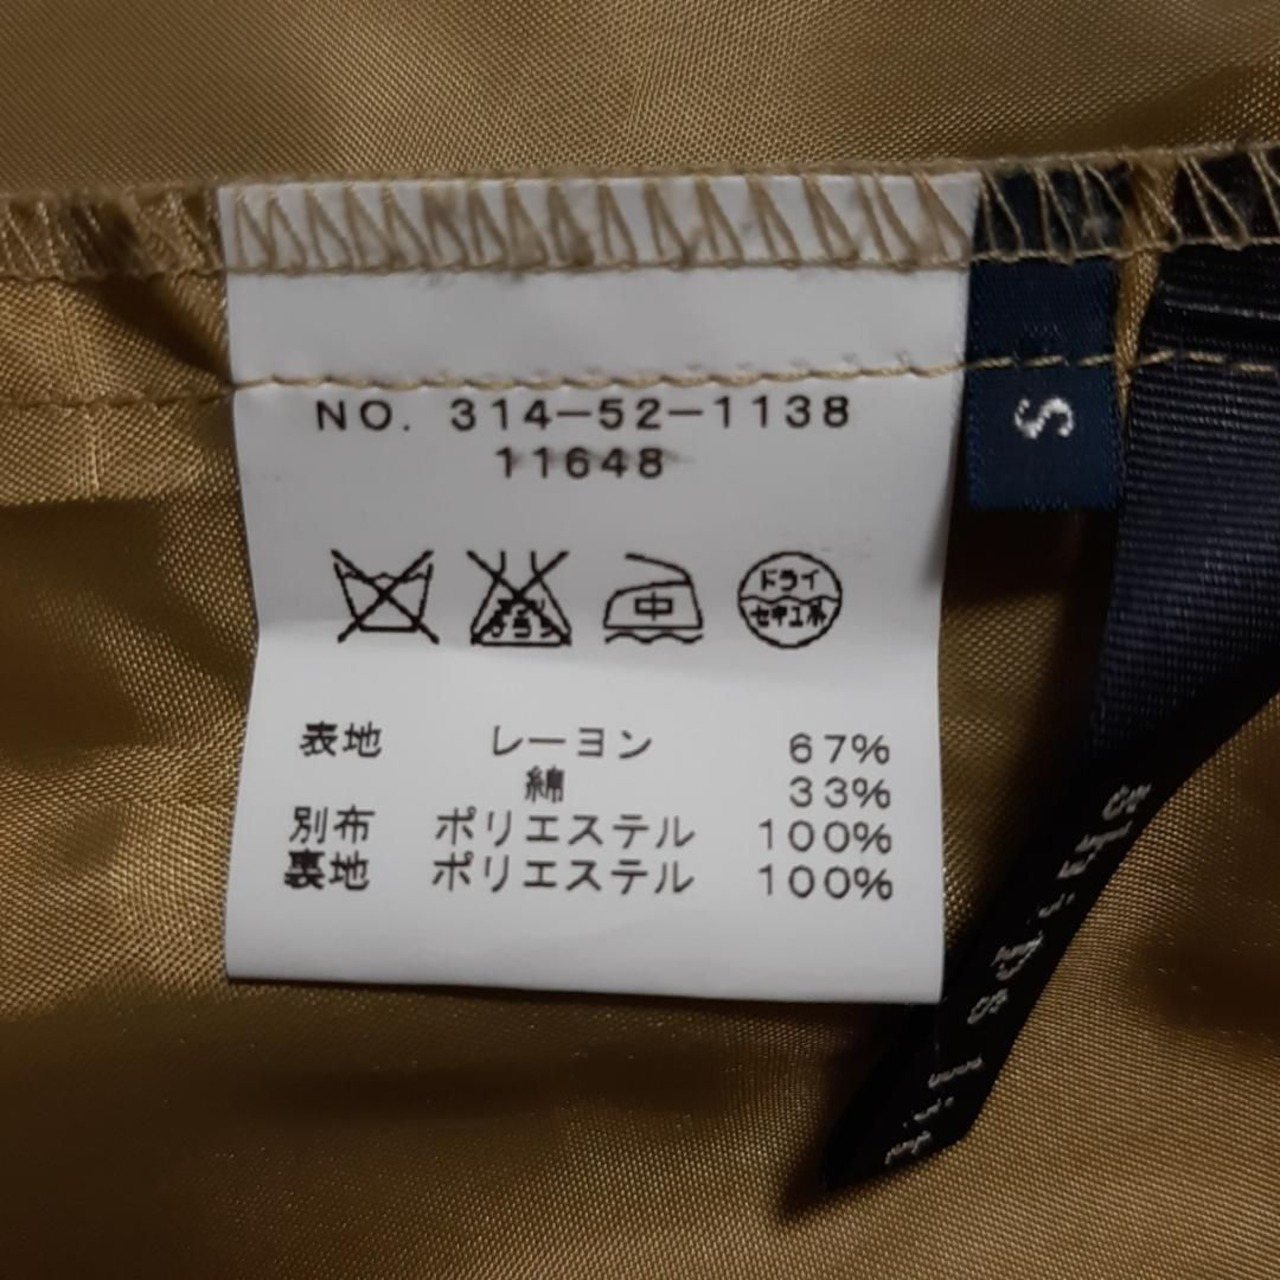 NO. 314-52-1138
11648
S
中
ドライ
セキユ系
表地 レーヨン 67%
綿 33%
別布 ポリエステル 100%
裏地 ポリエステル 100%